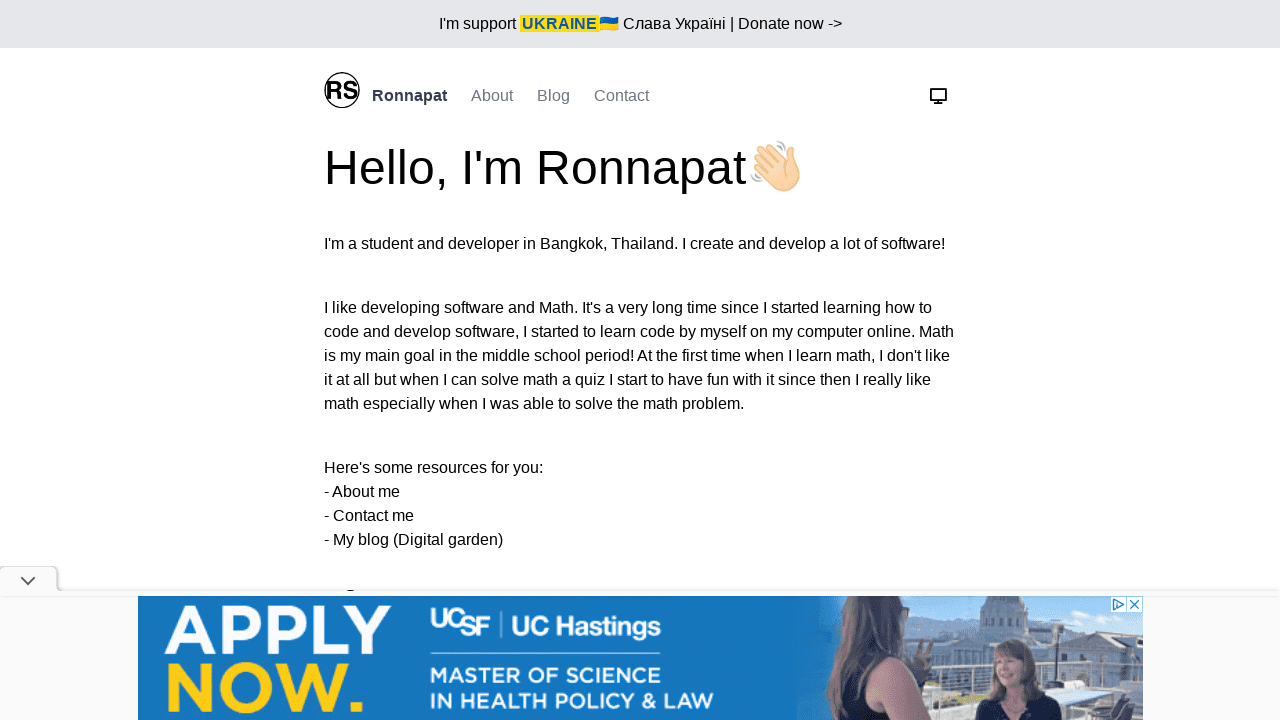 I'm support UKRAINE🇺🇦 Слава Україні | Donate now ->
RS Ronnapat About Blog Contact
Hello, I'm Ronnapat👋🏻
I'm a student and developer in Bangkok, Thailand. I create and develop a lot of software!
I like developing software and Math. It's a very long time since I started learning how to
code and develop software, I started to learn code by myself on my computer online. Math
is my main goal in the middle school period! At the first time when I learn math, I don't like
it at all but when I can solve math a quiz I start to have fun with it since then I really like
math especially when I was able to solve the math problem.
Here's some resources for you:
- About me
- Contact me
- My blog (Digital garden)
APPLY
NOW.
UCSF | UC Hastings
MASTER OF SCIENCE
IN HEALTH POLICY & LAW